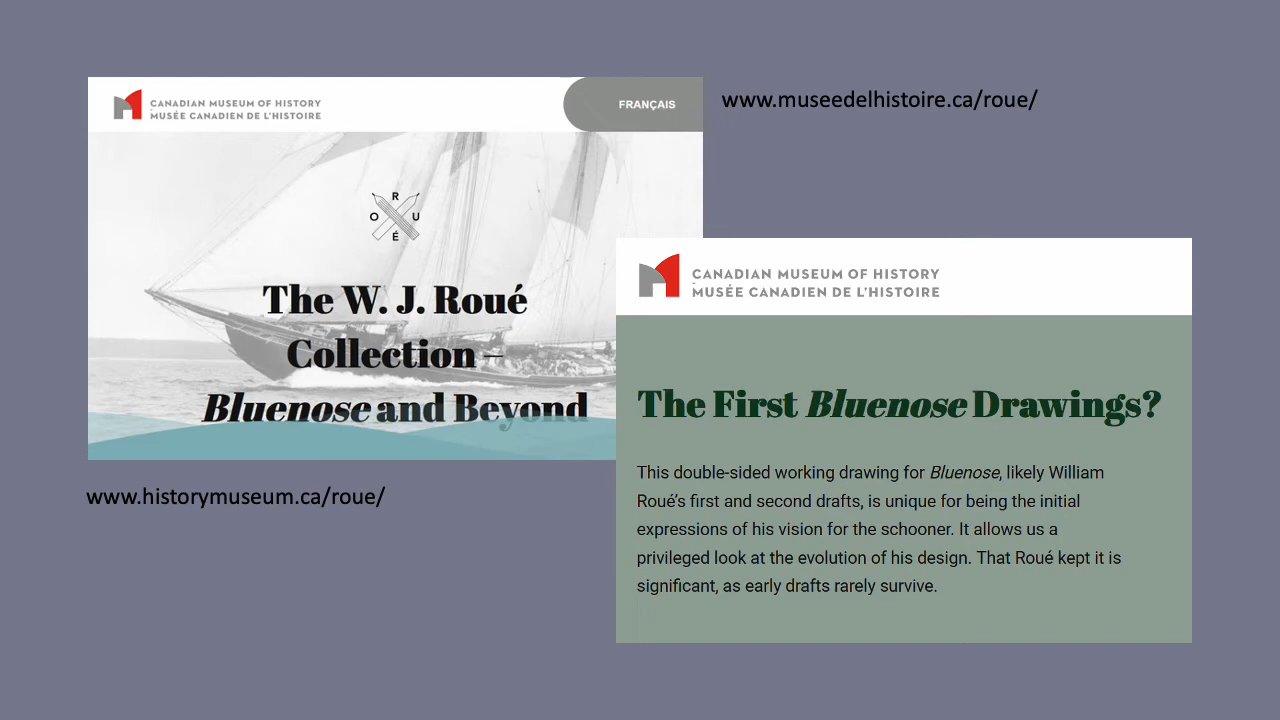 CANADIAN MUSEUM OF HISTORY
MUSÉE CANADIEN DE L'HISTOIRE
FRANÇAIS
R
O U
É
The W. J. Roué
Collection –
Bluenose and Beyond
www.historymuseum.ca/roue/
www.museedelhistoire.ca/roue/
CANADIAN MUSEUM OF HISTORY
MUSÉE CANADIEN DE L'HISTOIRE
The First Bluenose Drawings?
This double-sided working drawing for Bluenose, likely William
Roué's first and second drafts, is unique for being the initial
expressions of his vision for the schooner. It allows us a
privileged look at the evolution of his design. That Roué kept it is
significant, as early drafts rarely survive.